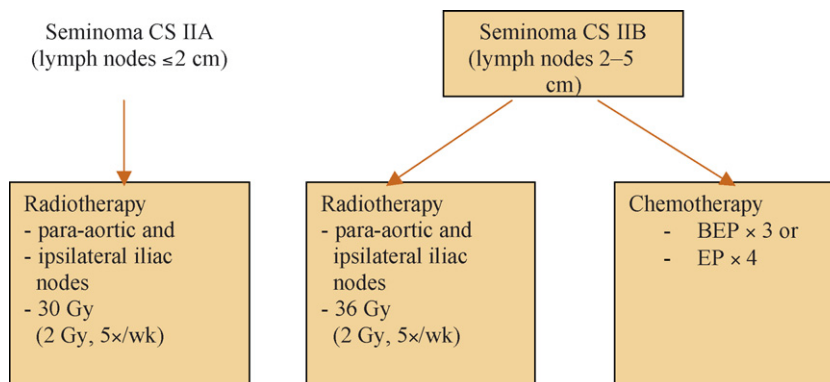 Seminoma CS IIA
(lymph nodes ≤2 cm)
Seminoma CS IIB
(lymph nodes 2–5
cm)
Radiotherapy
- para-aortic and
- ipsilateral iliac
nodes
- 30 Gy
(2 Gy, 5×/wk)
Radiotherapy
- para-aortic and
ipsilateral iliac
nodes
- 36 Gy
(2 Gy, 5×/wk)
Chemotherapy
- BEP × 3 or
- EP × 4